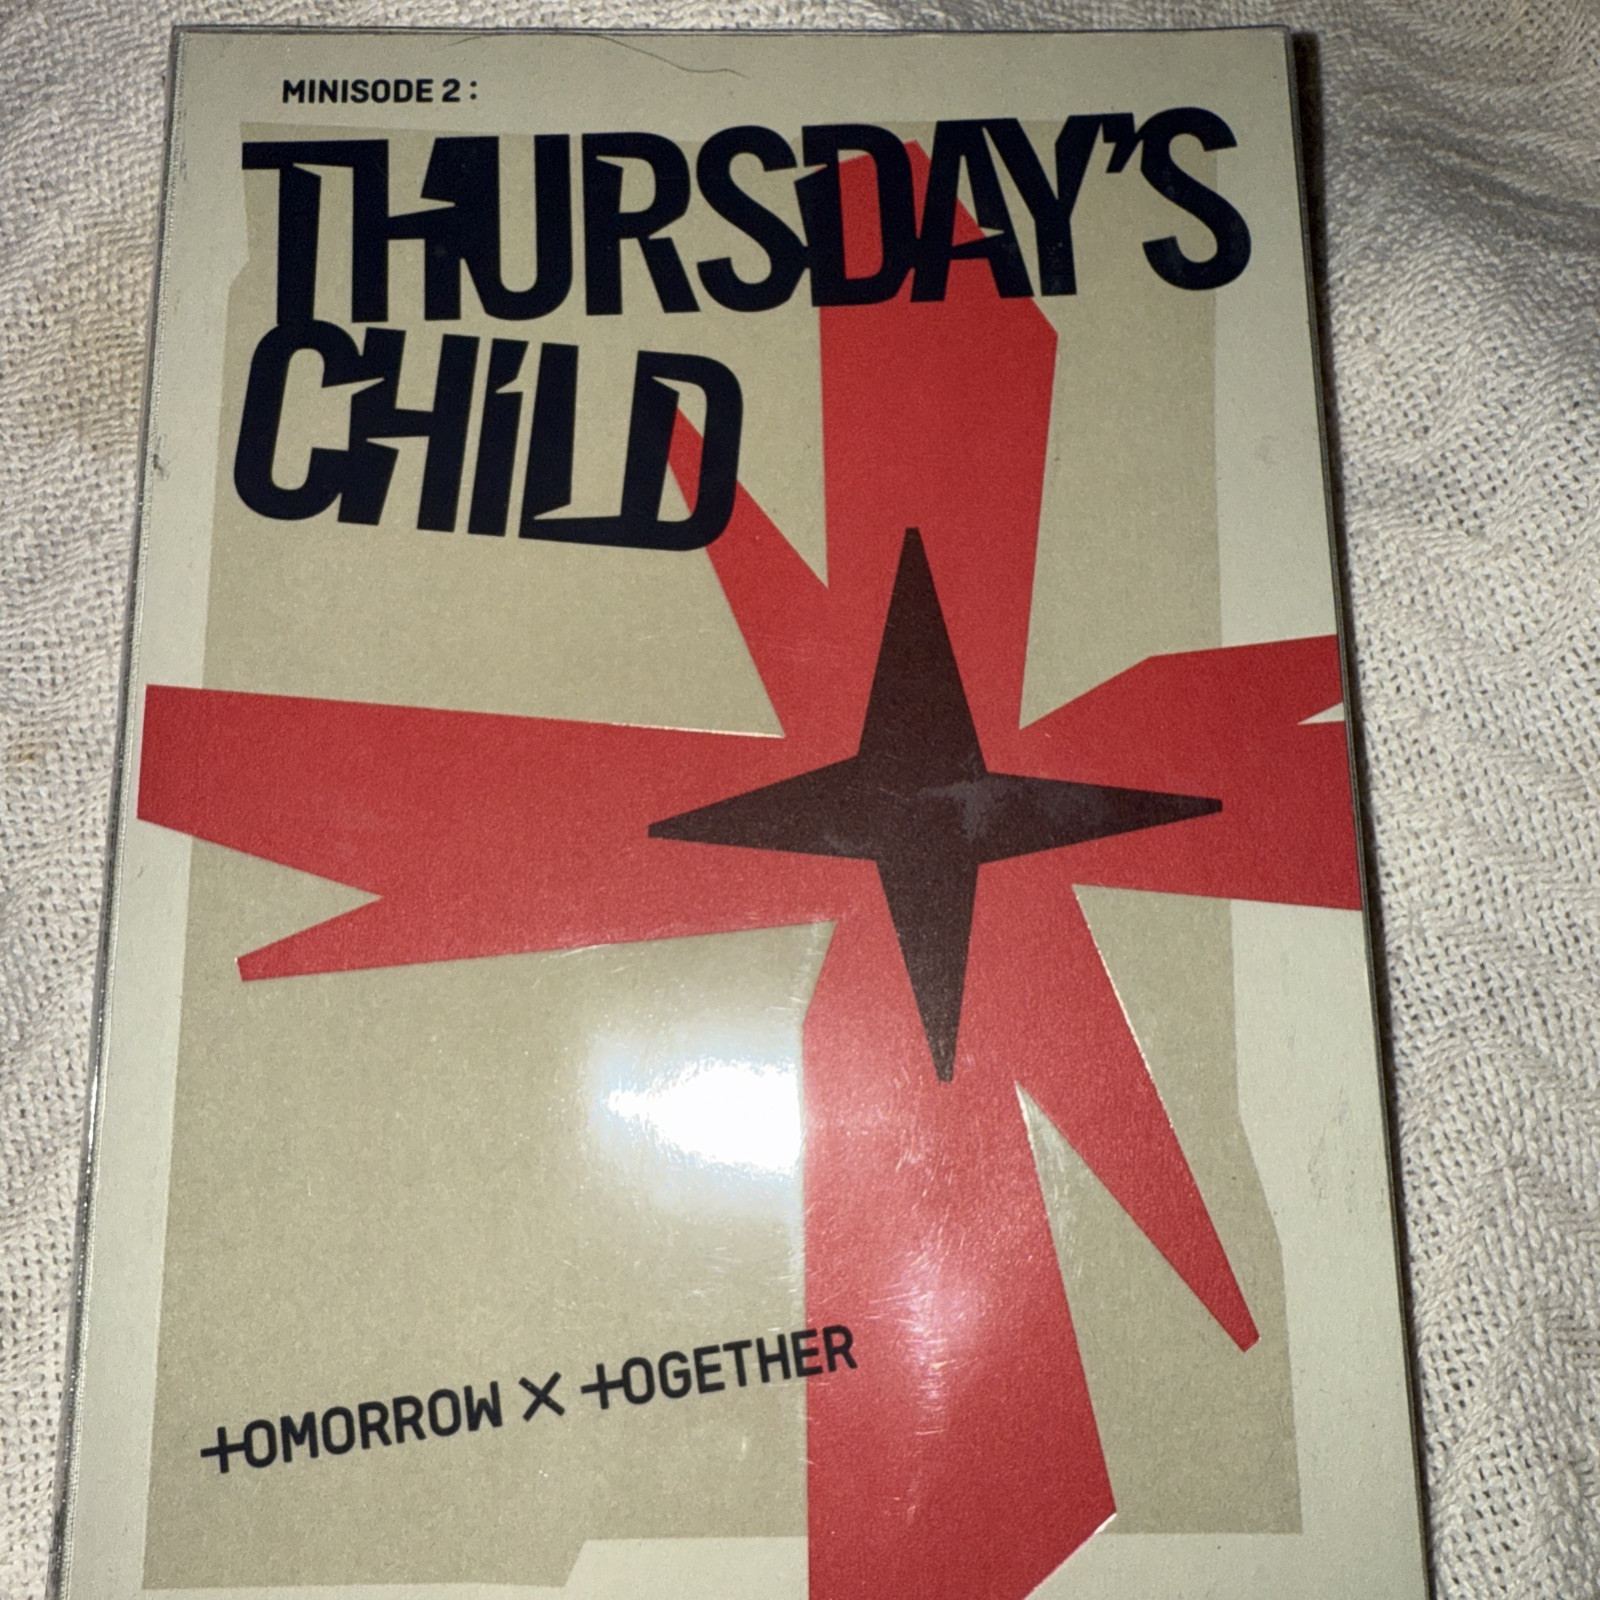 MINISODE 2 :
THURSDAY'S
CHiLD
tOMORROW X tOGETHER